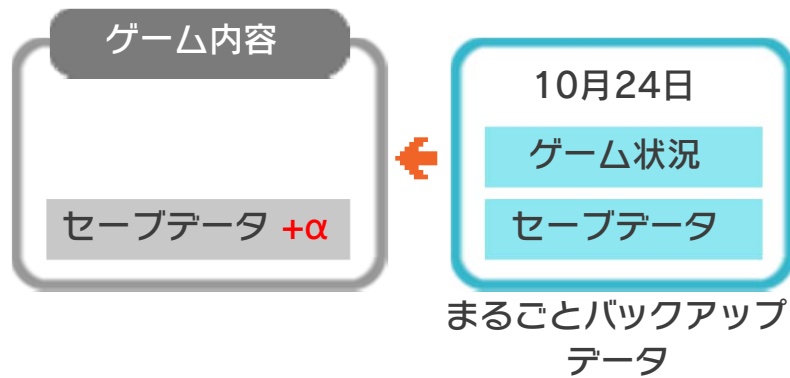 ゲーム内容
セーブデータ +α
10月24日
ゲーム状況
セーブデータ
まるごとバックアップ
データ